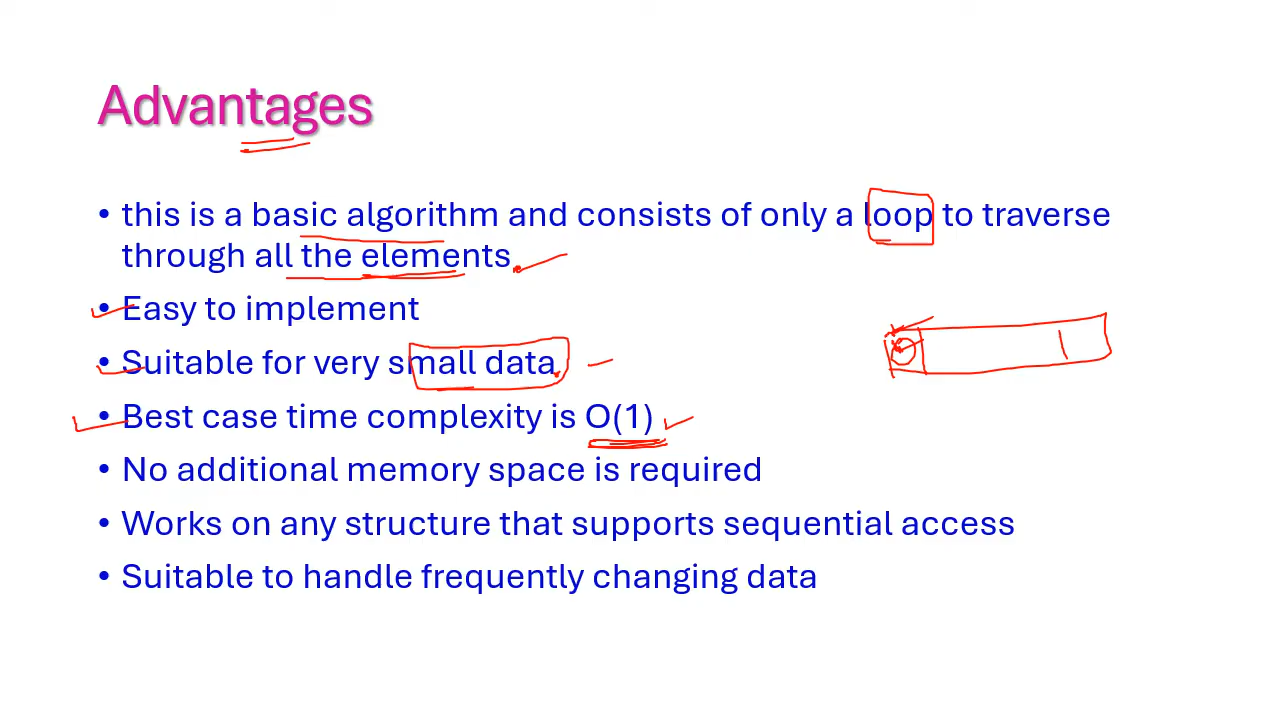 Advantages
• this is a basic algorithm and consists of only a loop to traverse
through all the elements.
• Easy to implement
• Suitable for very small data.
• Best case time complexity is O(1)
• No additional memory space is required
• Works on any structure that supports sequential access
• Suitable to handle frequently changing data